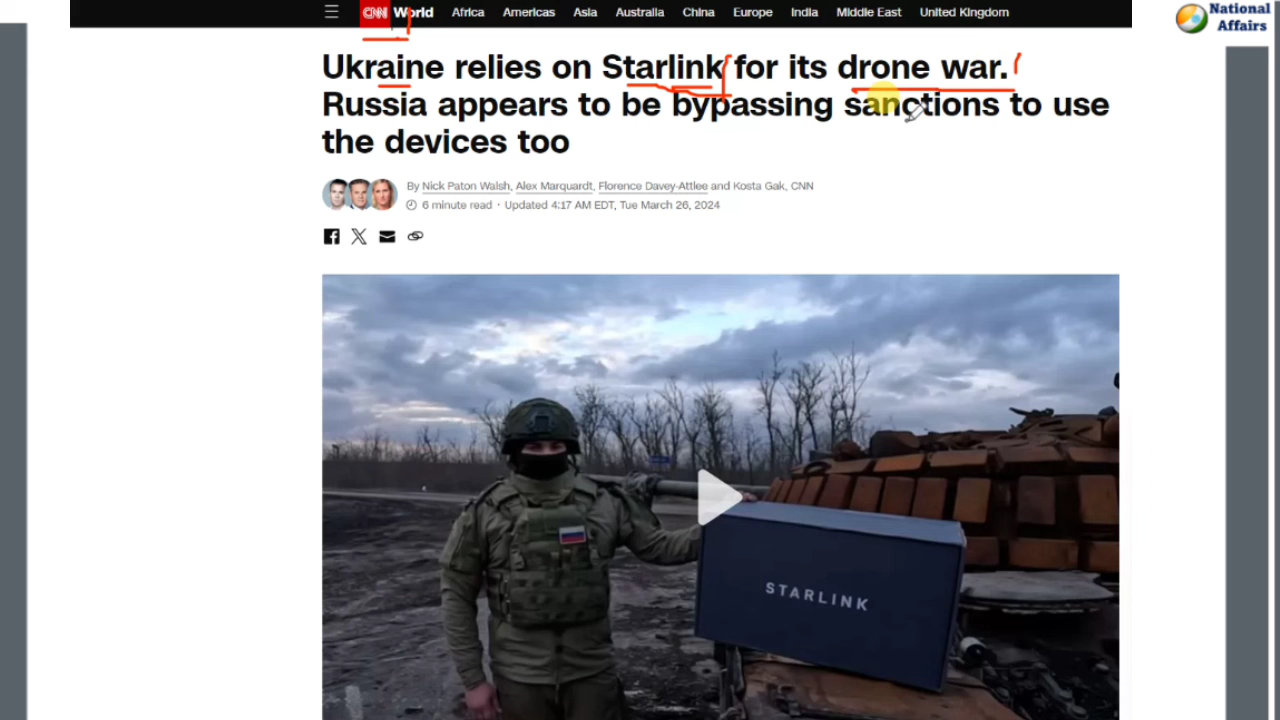 CNN World Africa Americas Asia Australia China Europe India Middle East United Kingdom
National
Affairs
Ukraine relies on Starlink for its drone war.
Russia appears to be bypassing sanctions to use
the devices too
By Nick Paton Walsh, Alex Marquardt, Florence Davey-Attlee and Kosta Gak, CNN
6 minute read · Updated 4:17 AM EDT, Tue March 26, 2024
STARLINK